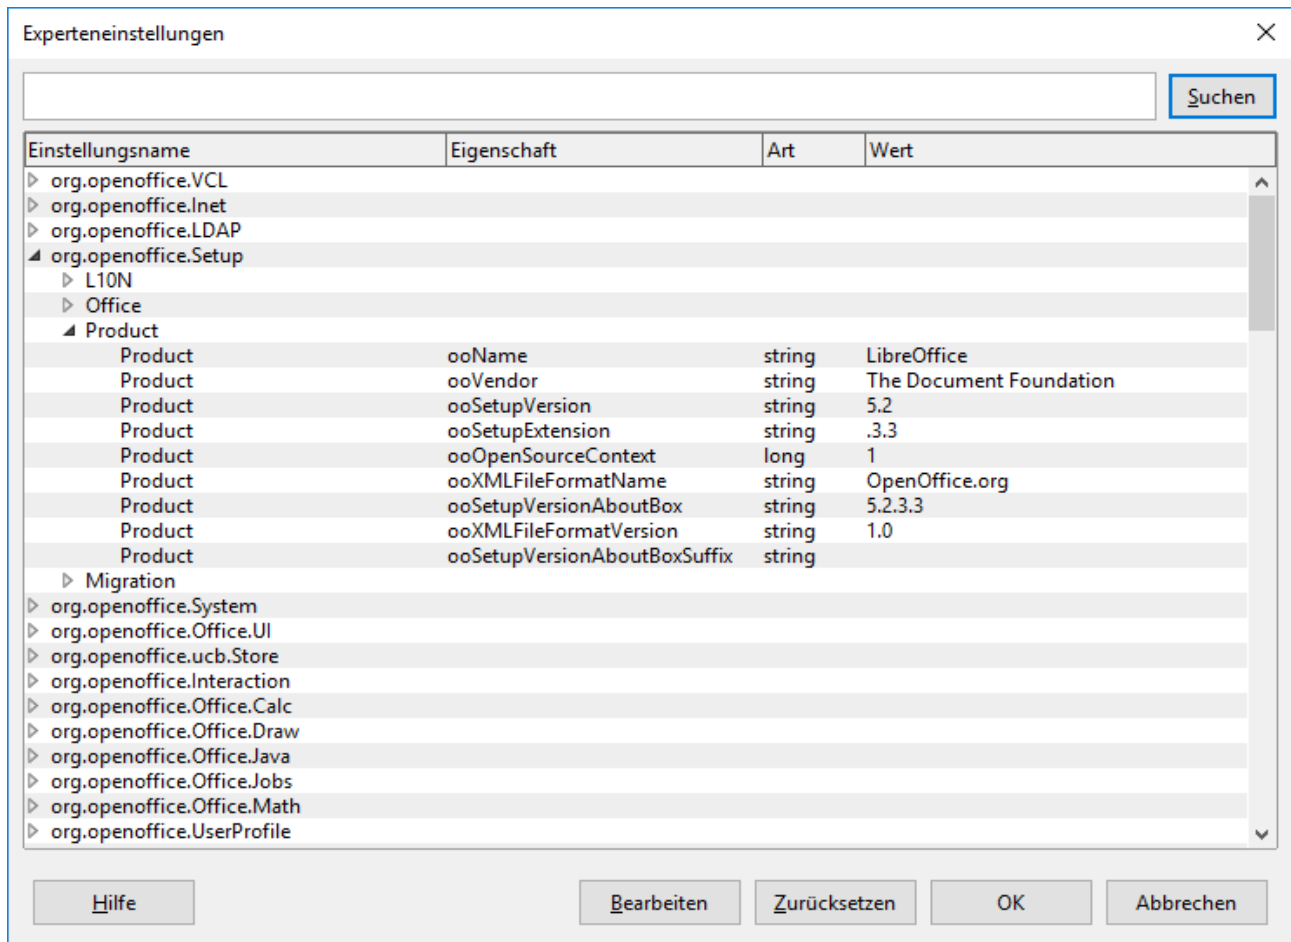 Experteneinstellungen
Suchen
Einstellungsname Eigenschaft Art Wert
org.openoffice.VCL
org.openoffice.Inet
org.openoffice.LDAP
org.openoffice.Setup
L10N
Office
Product
Product ooName string LibreOffice
Product ooVendor string The Document Foundation
Product ooSetupVersion string 5.2
Product ooSetupExtension string .3.3
Product ooOpenSourceContext long 1
Product ooXMLFileFormatName string OpenOffice.org
Product ooSetupVersionAboutBox string 5.2.3.3
Product ooXMLFileFormatVersion string 1.0
Product ooSetupVersionAboutBoxSuffix string
Migration
org.openoffice.System
org.openoffice.Office.UI
org.openoffice.ucb.Store
org.openoffice.Interaction
org.openoffice.Office.Calc
org.openoffice.Office.Draw
org.openoffice.Office.Java
org.openoffice.Office.Jobs
org.openoffice.Office.Math
org.openoffice.UserProfile
Hilfe Bearbeiten Zurücksetzen OK Abbrechen